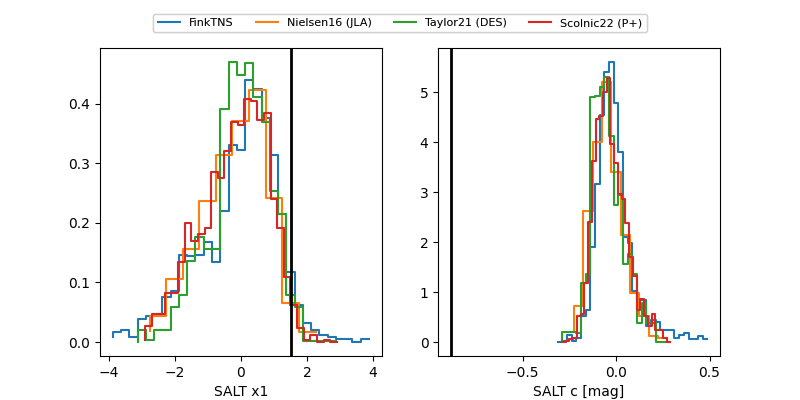 FinkTNS Nielsen16 (JLA) Taylor21 (DES) Scolnic22 (P+)
0.4
0.3
0.2
0.1
0.0
−4 −2 0 2 4
SALT x1
5
4
3
2
1
0
−0.5 0.0 0.5
SALT c [mag]